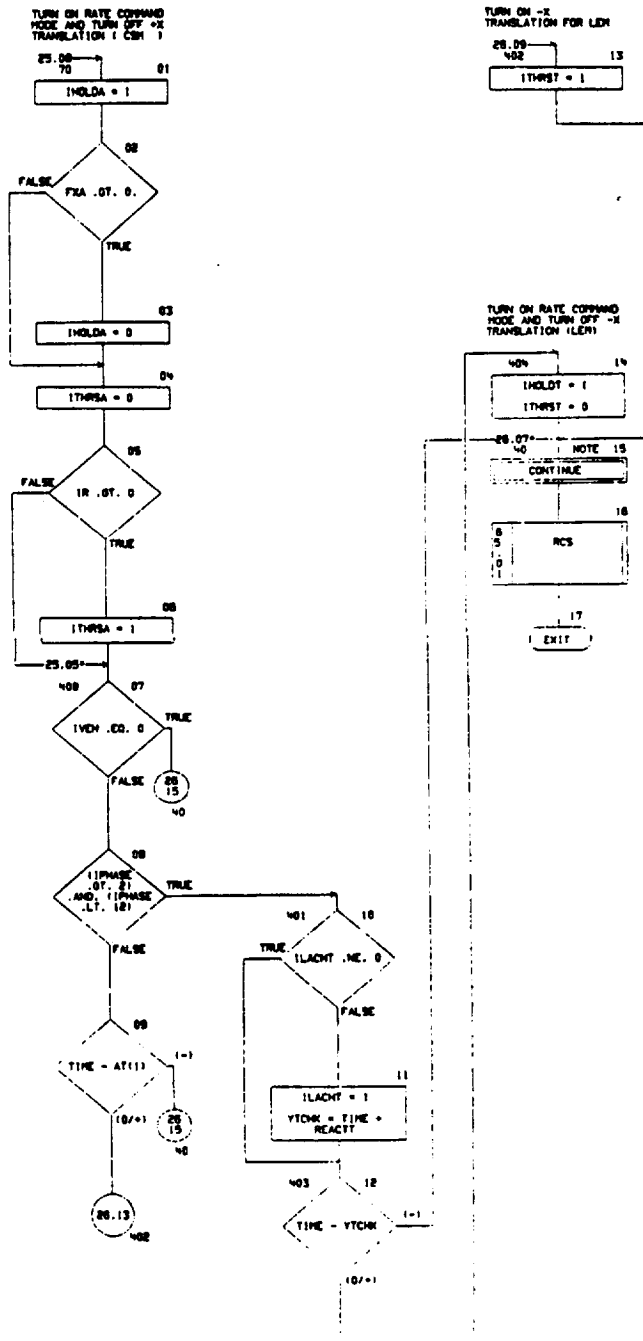 TURN ON RATE COMMAND
MODE AND TURN OFF +X
TRANSLATION ( CSM )
70
01
IHOLDA = 1
02
FXA .GT. 0.
FALSE
TRUE
03
IHOLDA = 0
04
ITHRSA = 0
05
IR .GT. 0
FALSE
TRUE
06
ITHRSA = 1
25.05*
07
IVEH .EQ. 0
TRUE
FALSE
26
15
40
08
(IPHASE
.GT. 2)
.AND. (IPHASE
.LT. 12)
TRUE
FALSE
09
TIME - AT(1)
(-)
(0/+)
26
15
40
26.13
402
401
10
ILACHT .NE. 0
TRUE
FALSE
11
ILACHT = 1
YTCHK = TIME +
REACTT
403
12
TIME - YTCHK
(-)
(0/+)
TURN ON -X
TRANSLATION FOR LEM
26.09
402
13
ITHRST = 1
TURN ON RATE COMMAND
MODE AND TURN OFF -X
TRANSLATION (LEM)
404
14
IHOLDT = 1
ITHRST = 0
26.07*
40
NOTE 15
CONTINUE
16
RCS
17
EXIT